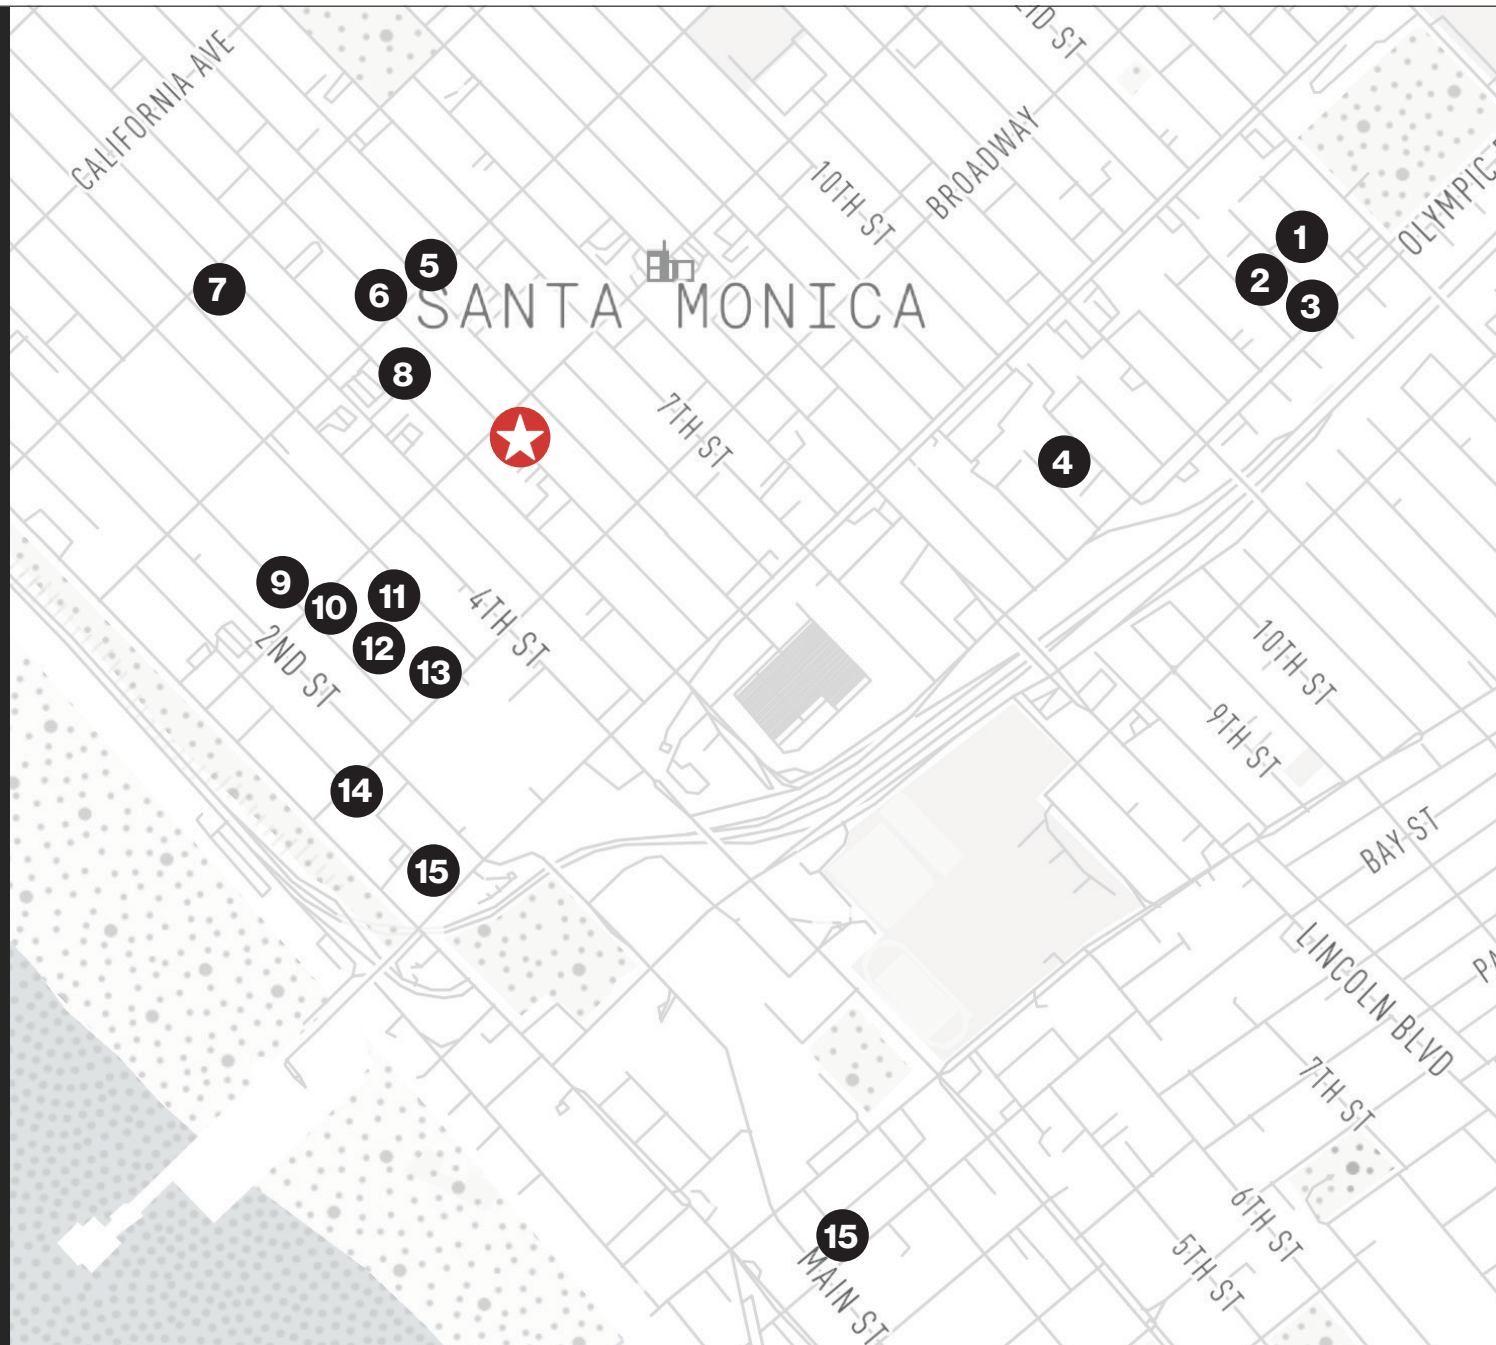 CALIFORNIA AVE
10TH ST
BROADWAY
1
2
3
5
6
7
SANTA MONICA
8
7TH ST
4
9
10
11
12
13
2ND ST
4TH ST
10TH ST
9TH ST
14
15
BAY ST
LINCOLN BLVD
7TH ST
6TH ST
5TH ST
15
MAIN ST
OLYMPIC